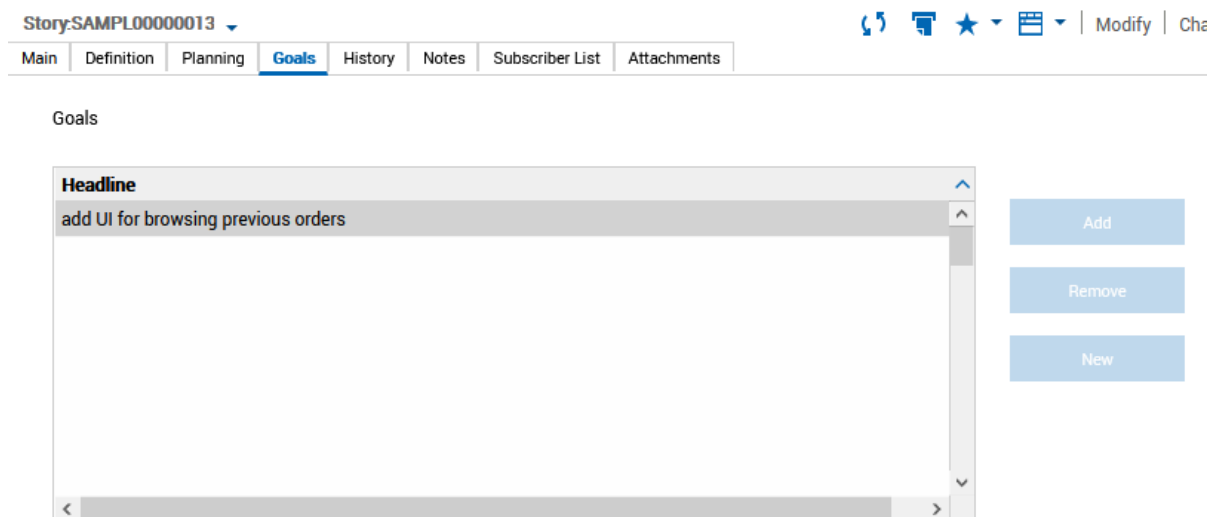 Story:SAMPL00000013
Modify
Main Definition Planning Goals History Notes Subscriber List Attachments
Goals
Headline
add UI for browsing previous orders
Add
Remove
New